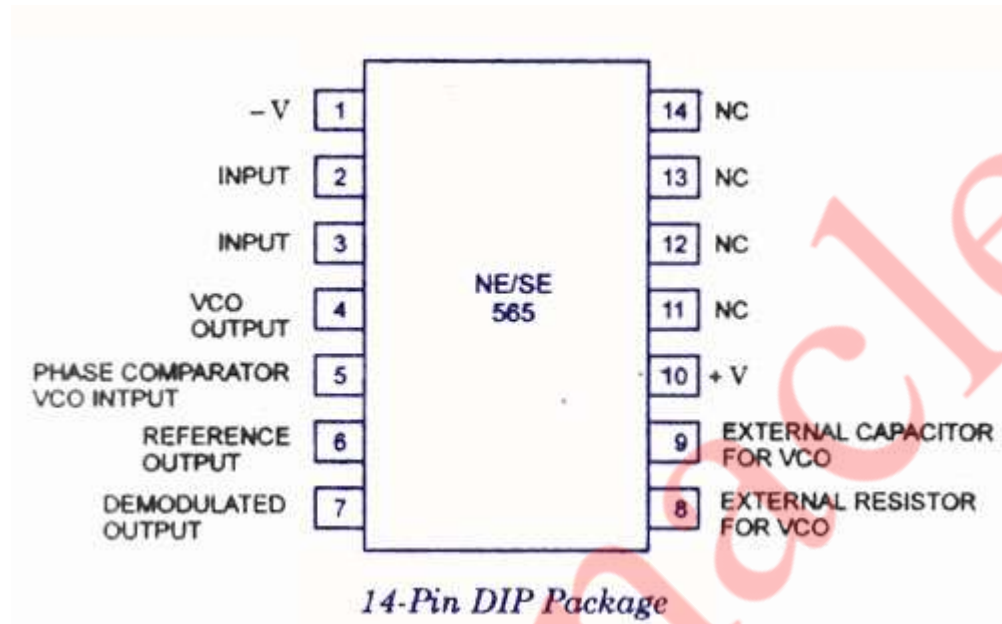 – V 1
INPUT 2
INPUT 3
VCO
OUTPUT 4
PHASE COMPARATOR
VCO INTPUT 5
REFERENCE
OUTPUT 6
DEMODULATED
OUTPUT 7
NE/SE
565
14 NC
13 NC
12 NC
11 NC
10 + V
9 EXTERNAL CAPACITOR
FOR VCO
8 EXTERNAL RESISTOR
FOR VCO
14-Pin DIP Package